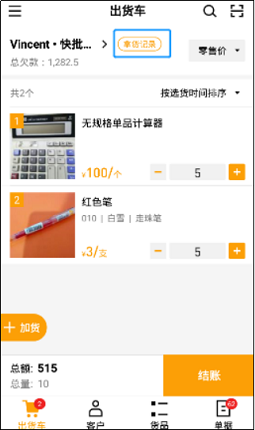 出货车
Vincent • 快批... 拿货记录 零售价
总欠款：1,282.5
共2个 按选货时间排序
1
无规格单品计算器
¥100/个 − 5 +
2
红色笔
010 | 白雪 | 走珠笔
¥3/支 − 5 +
+ 加货
总额: 515
总量: 10
结账
2 62
出货车 客户 货品 单据